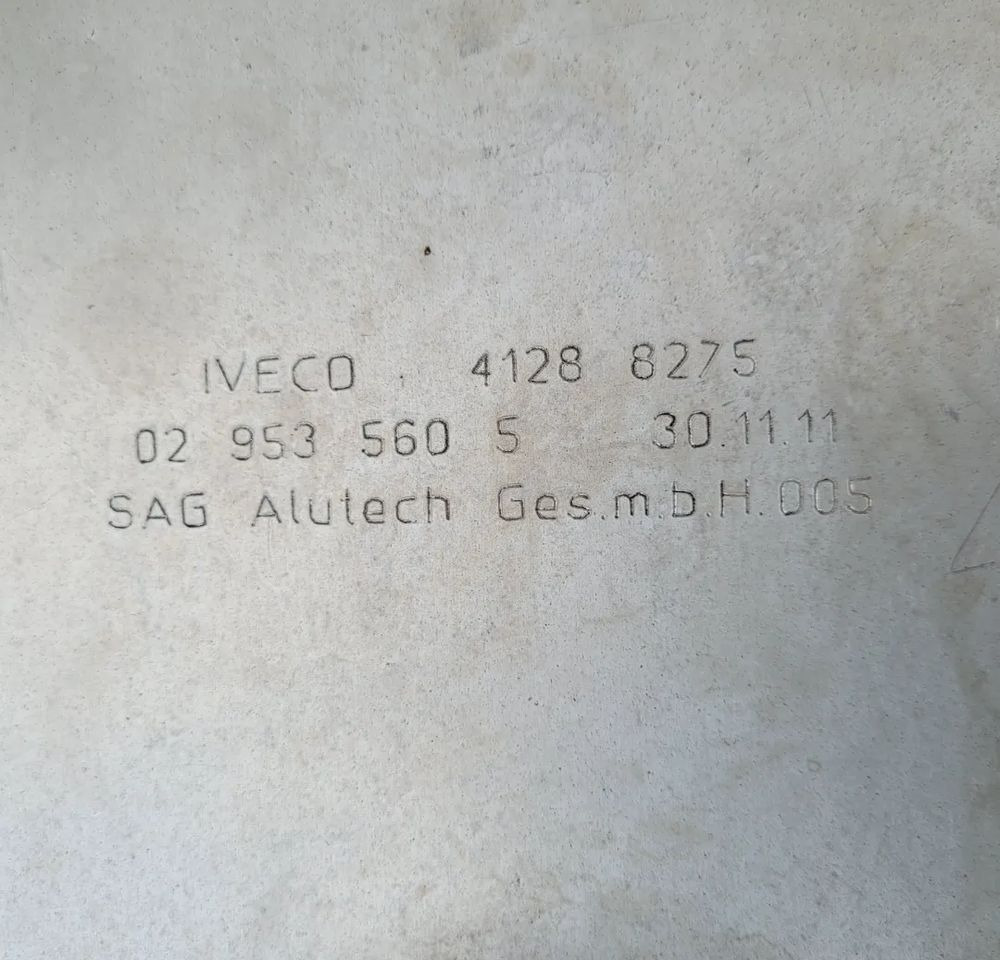 IVECO 4128 8275
02 953 560 5 30.11.11
SAG Alutech Ges.m.b.H.005